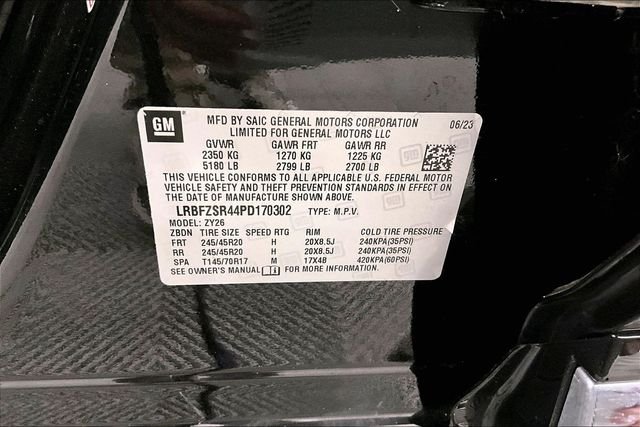 GM
MFD BY SAIC GENERAL MOTORS CORPORATION 06/23
LIMITED FOR GENERAL MOTORS LLC
GVWR GAWR FRT GAWR RR
2350 KG 1270 KG 1225 KG
5180 LB 2799 LB 2700 LB
THIS VEHICLE CONFORMS TO ALL APPLICABLE U.S. FEDERAL MOTOR
VEHICLE SAFETY AND THEFT PREVENTION STANDARDS IN EFFECT ON
THE DATE OF MANUFACTURE SHOWN ABOVE.
LRBFZSR44PD170302 TYPE: M.P.V.
MODEL: ZY26
ZBDN TIRE SIZE SPEED RTG RIM COLD TIRE PRESSURE
FRT 245/45R20 H 20X8.5J 240KPA(35PSI)
RR 245/45R20 H 20X8.5J 240KPA(35PSI)
SPA T145/70R17 M 17X4B 420KPA(60PSI)
SEE OWNER'S MANUAL i FOR MORE INFORMATION.